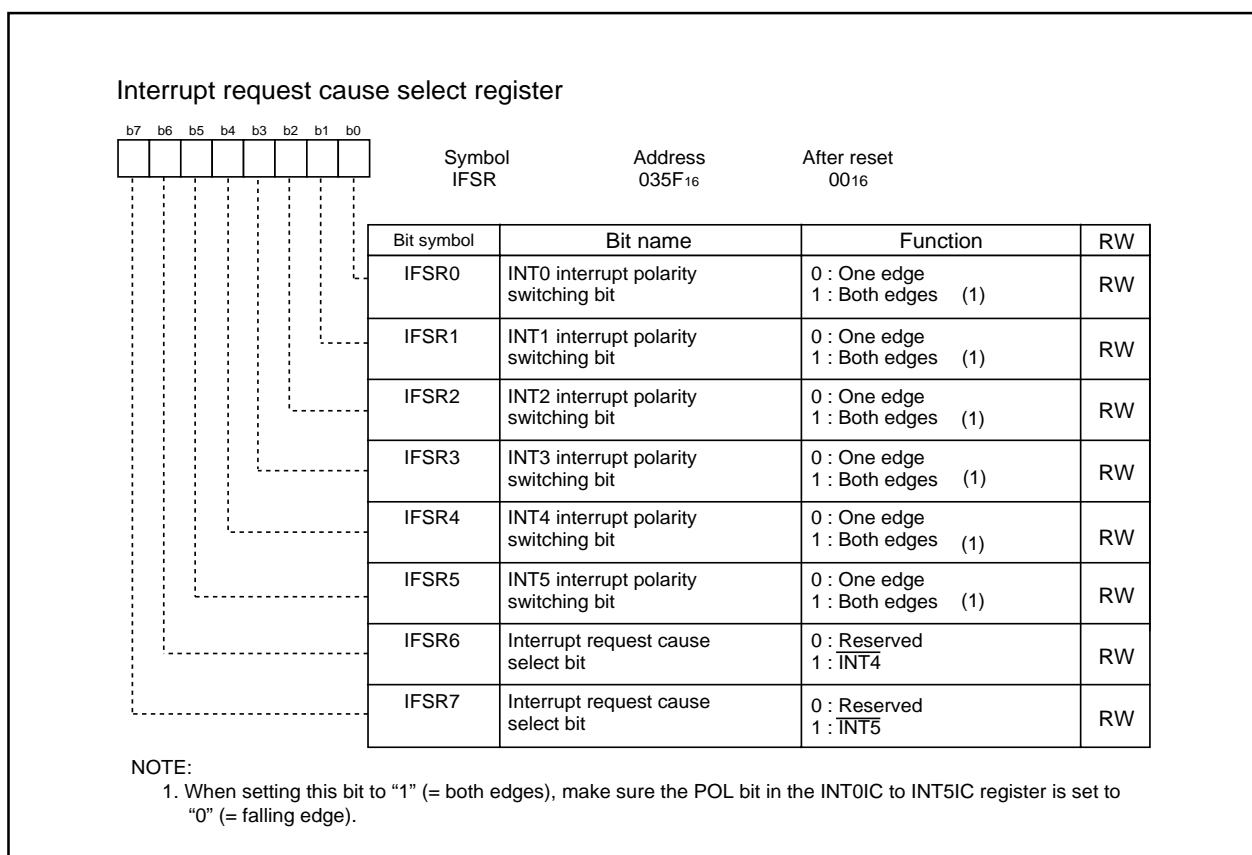 Interrupt request cause select register
b7 b6 b5 b4 b3 b2 b1 b0
Symbol Address After reset
IFSR 035F16 0016
Bit symbol Bit name Function RW
IFSR0 INT0 interrupt polarity 0 : One edge RW
switching bit 1 : Both edges (1)
IFSR1 INT1 interrupt polarity 0 : One edge RW
switching bit 1 : Both edges (1)
IFSR2 INT2 interrupt polarity 0 : One edge RW
switching bit 1 : Both edges (1)
IFSR3 INT3 interrupt polarity 0 : One edge RW
switching bit 1 : Both edges (1)
IFSR4 INT4 interrupt polarity 0 : One edge RW
switching bit 1 : Both edges (1)
IFSR5 INT5 interrupt polarity 0 : One edge RW
switching bit 1 : Both edges (1)
IFSR6 Interrupt request cause 0 : Reserved RW
select bit 1 : INT4
IFSR7 Interrupt request cause 0 : Reserved RW
select bit 1 : INT5
NOTE:
1. When setting this bit to “1” (= both edges), make sure the POL bit in the INT0IC to INT5IC register is set to
“0” (= falling edge).